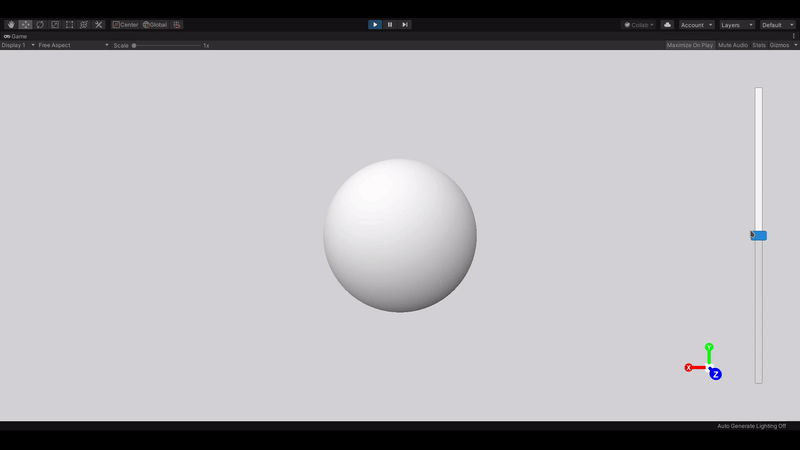 Center Global Collab Account Layers Default
Game
Display 1 Free Aspect Scale 1x Maximize On Play Mute Audio Stats Gizmos
Y
X
Z
Auto Generate Lighting Off